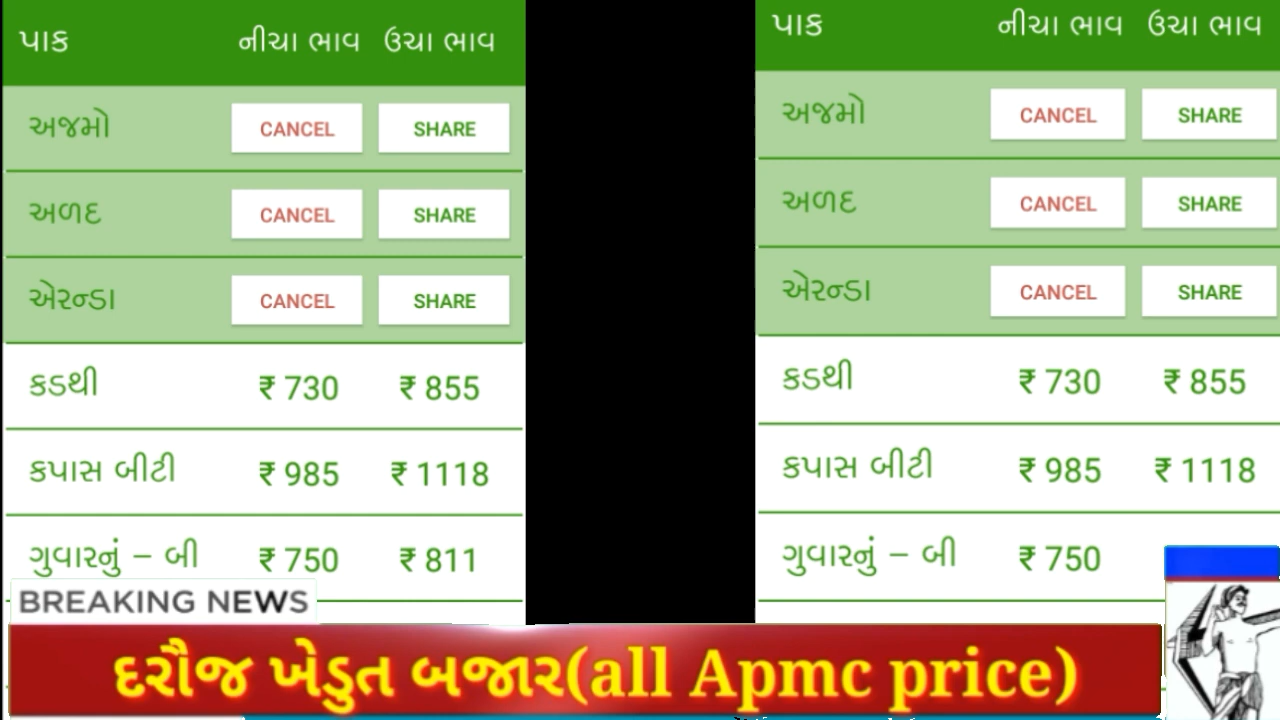 પાક નીચા ભાવ ઉચા ભાવ
અજમો CANCEL SHARE
અળદ CANCEL SHARE
એરન્ડા CANCEL SHARE
કડથી ₹ 730 ₹ 855
કપાસ બીટી ₹ 985 ₹ 1118
ગુવારનું – બી ₹ 750 ₹ 811
પાક નીચા ભાવ ઉચા ભાવ
અજમો CANCEL SHARE
અળદ CANCEL SHARE
એરન્ડા CANCEL SHARE
કડથી ₹ 730 ₹ 855
કપાસ બીટી ₹ 985 ₹ 1118
ગુવારનું – બી ₹ 750
BREAKING NEWS
દરૌજ ખેડુત બજાર(all Apmc price)